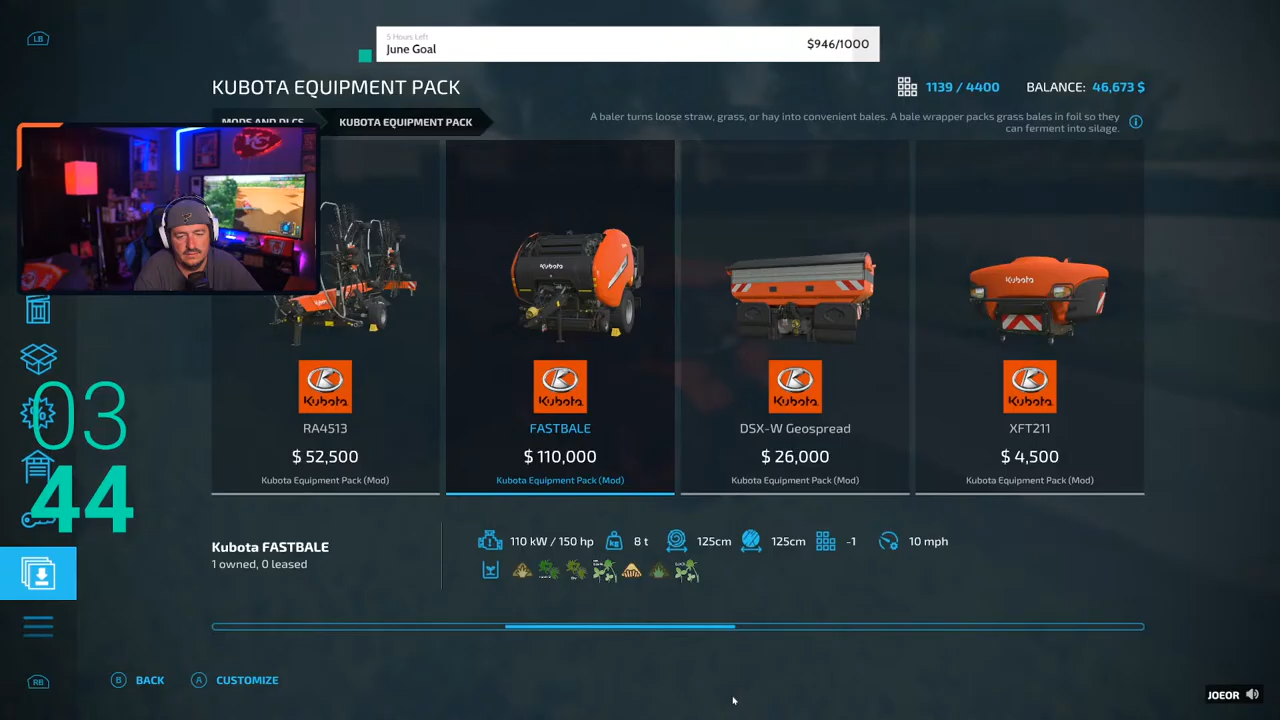 LB
5 Hours Left
June Goal
$946/1000
KUBOTA EQUIPMENT PACK
1139 / 4400
BALANCE: 46,673 $
MODS AND DLCS
KUBOTA EQUIPMENT PACK
A baler turns loose straw, grass, or hay into convenient bales. A bale wrapper packs grass bales in foil so they
can ferment into silage.
Kubota
Kubota
Kubota
Kubota
Kubota
Kubota
RA4513
FASTBALE
DSX-W Geospread
XFT211
$ 52,500
$ 110,000
$ 26,000
$ 4,500
Kubota Equipment Pack (Mod)
Kubota Equipment Pack (Mod)
Kubota Equipment Pack (Mod)
Kubota Equipment Pack (Mod)
03
44
Kubota FASTBALE
1 owned, 0 leased
110 kW / 150 hp
8 t
125cm
125cm
-1
10 mph
B BACK
A CUSTOMIZE
RB
JOEOR